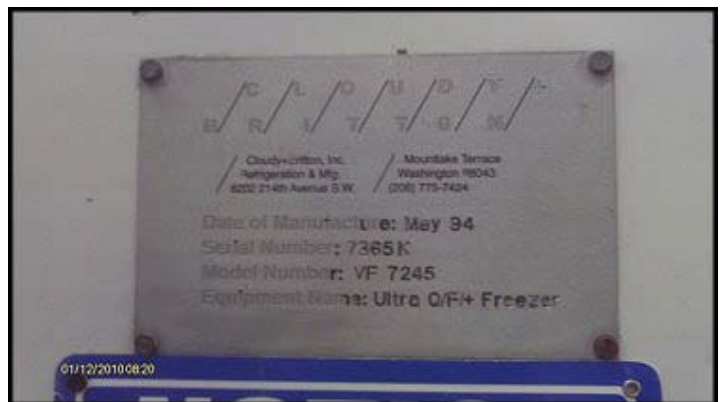 C L O U D Y +
B R I T T O N
Cloudy+Britton, Inc.
Refrigeration & Mfg.
6202 214th Avenue S.W.
Mountlake Terrace
Washington 98043
(206) 775-7424
Date of Manufacture: May 94
Serial Number: 7365K
Model Number: VF 7245
Equipment Name: Ultra Q/F/+ Freezer
01/12/2010 08:20